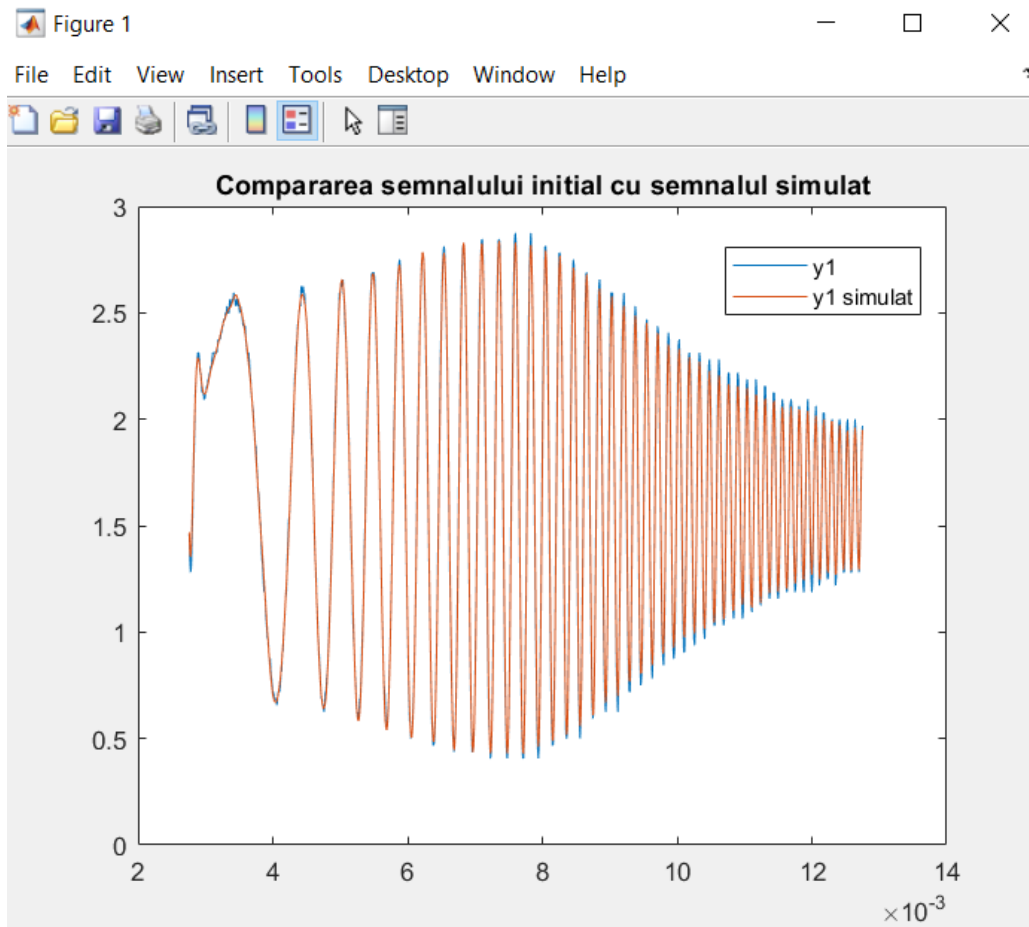 Figure 1
File Edit View Insert Tools Desktop Window Help
Compararea semnalului initial cu semnalul simulat
3
2.5
2
1.5
1
0.5
0
y1
y1 simulat
2 4 6 8 10 12 14
×10-3